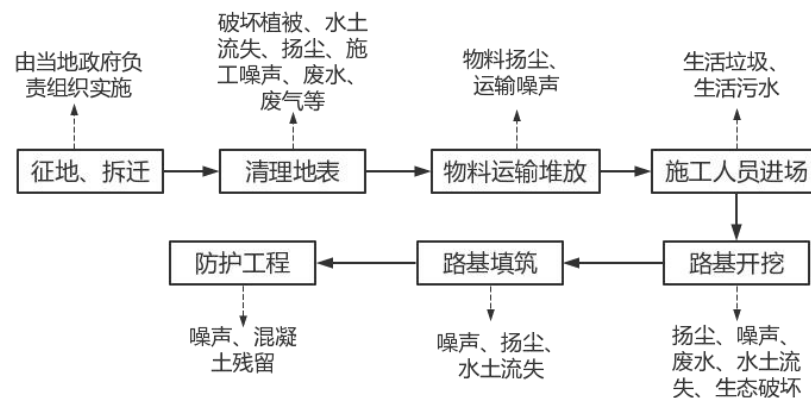 由当地政府负
责组织实施
破坏植被、水土
流失、扬尘、施
工噪声、废水、
废气等
物料扬尘、
运输噪声
生活垃圾、
生活污水
征地、拆迁
清理地表
物料运输堆放
施工人员进场
防护工程
路基填筑
路基开挖
噪声、混凝
土残留
噪声、扬尘、
水土流失
扬尘、噪声、
废水、水土流
失、生态破坏